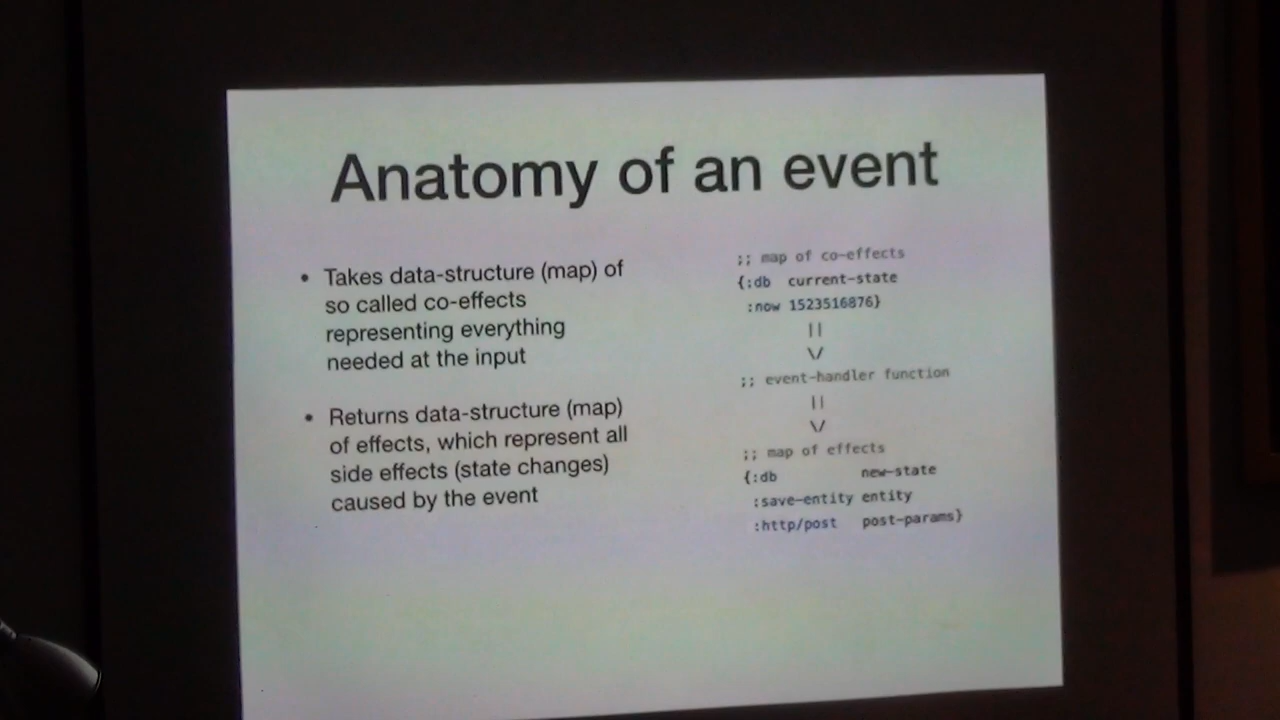 Anatomy of an event
• Takes data-structure (map) of
so called co-effects
representing everything
needed at the input
• Returns data-structure (map)
of effects, which represent all
side effects (state changes)
caused by the event
;; map of co-effects
{:db  current-state
 :now 1523516876}
||
\/
;; event-handler function
||
\/
;; map of effects
{:db          new-state
 :save-entity entity
 :http/post   post-params}